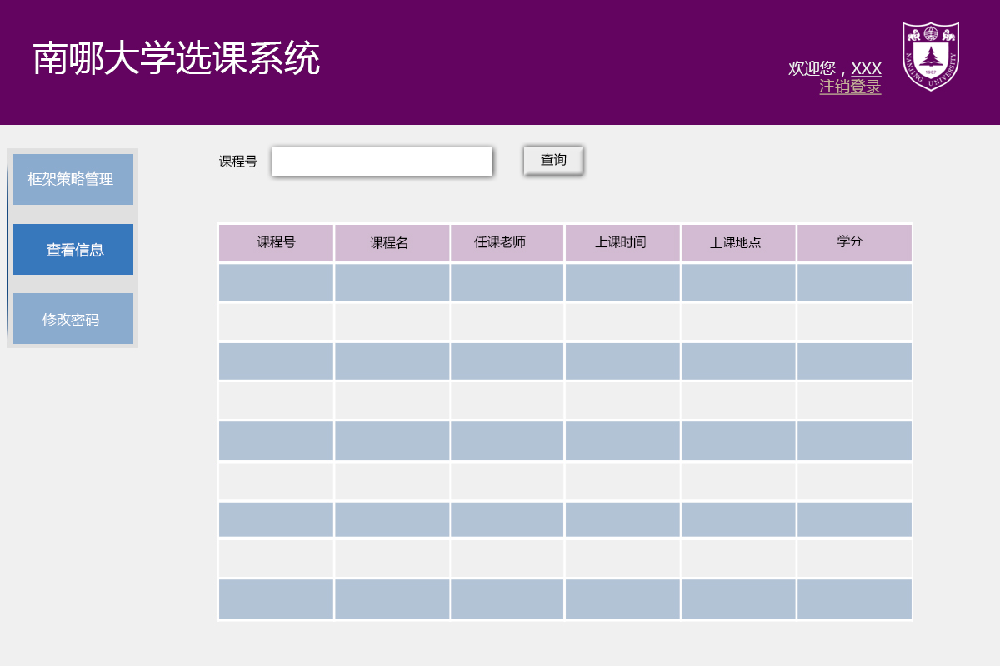 南哪大学选课系统
欢迎您，XXX
注销登录
NANJING UNIVERSITY
1902
框架策略管理
查看信息
修改密码
课程号
查询
课程号 课程名 任课老师 上课时间 上课地点 学分